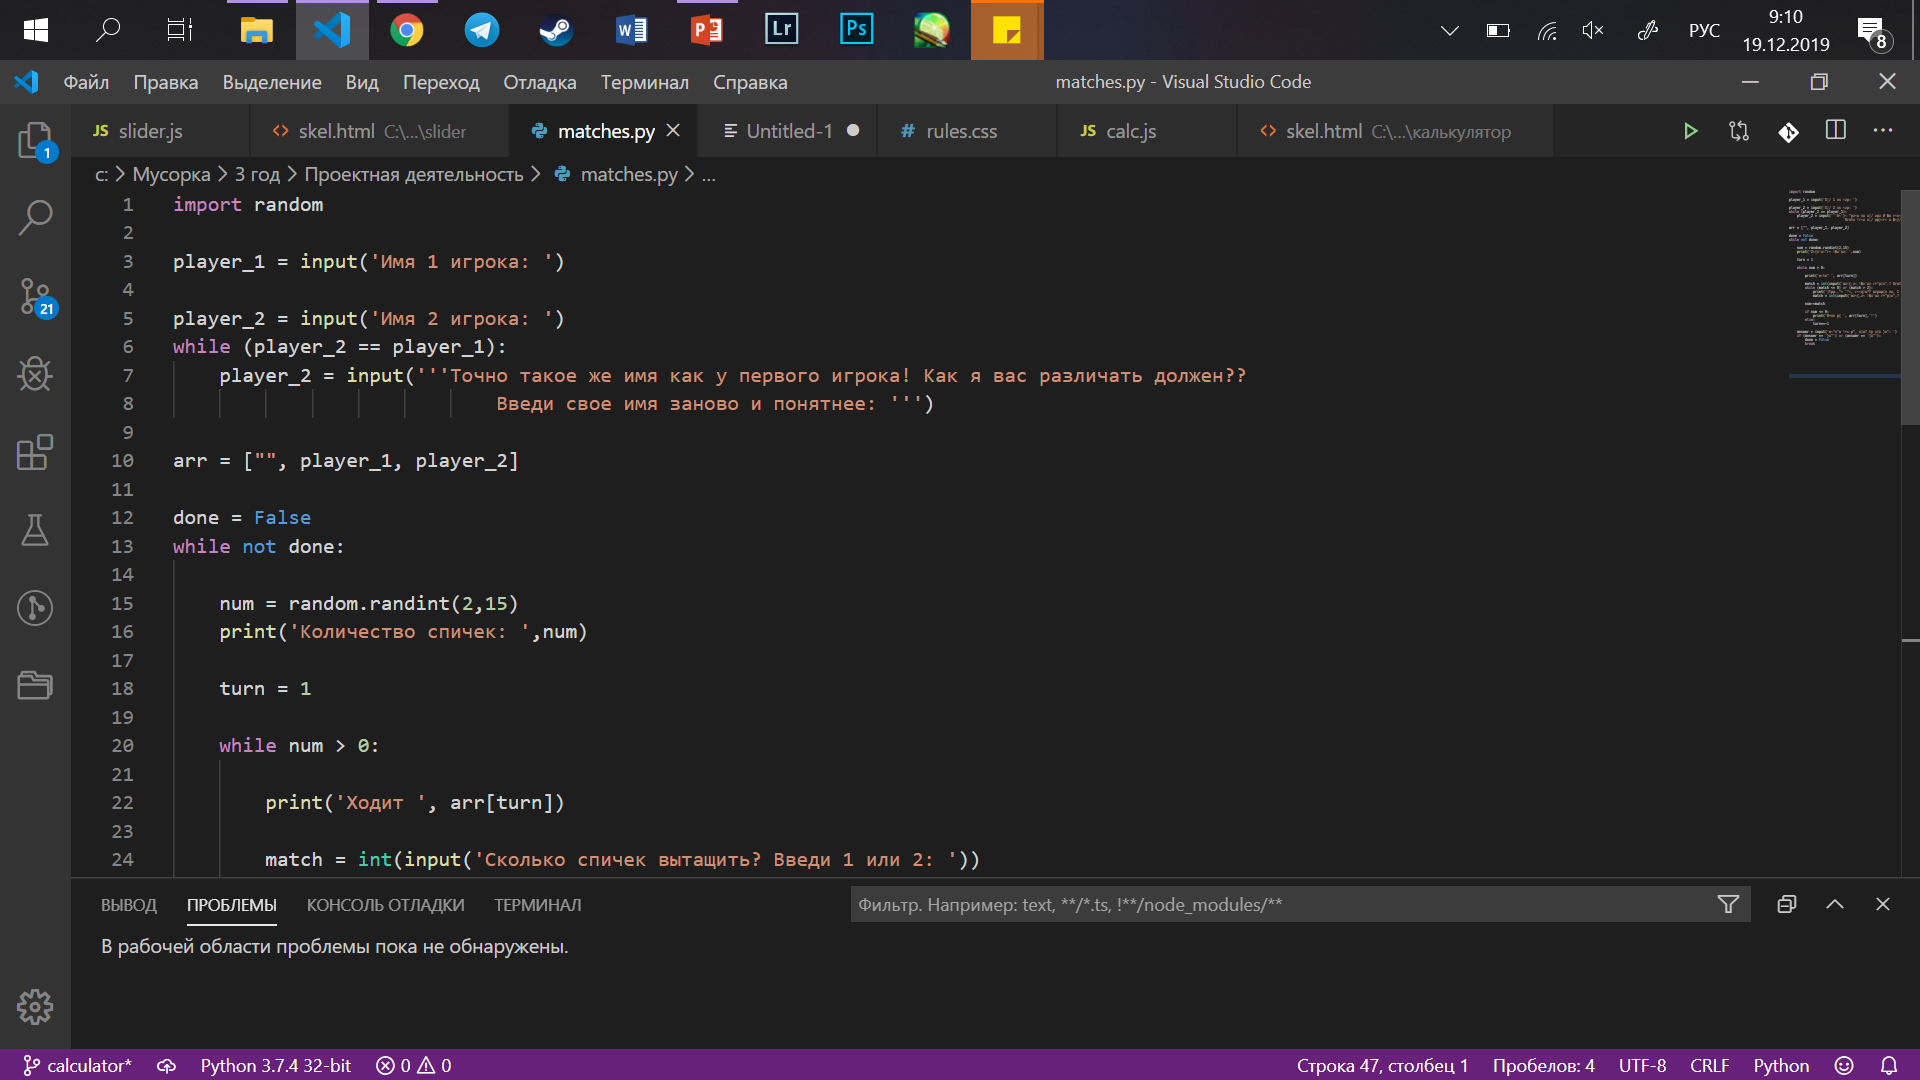 Lr
Ps
РУС
9:10
19.12.2019
8
Файл Правка Выделение Вид Переход Отладка Терминал Справка
matches.py - Visual Studio Code
JS slider.js
<> skel.html C:\...\slider
matches.py
Untitled-1
# rules.css
JS calc.js
<> skel.html C:\...\калькулятор
1
21
c: > Мусорка > 3 год > Проектная деятельность > matches.py > ...
1 import random
2
3 player_1 = input('Имя 1 игрока: ')
4
5 player_2 = input('Имя 2 игрока: ')
6 while (player_2 == player_1):
7     player_2 = input('''Точно такое же имя как у первого игрока! Как я вас различать должен??
8                             Введи свое имя заново и понятнее: ''')
9
10 arr = ["", player_1, player_2]
11
12 done = False
13 while not done:
14
15     num = random.randint(2,15)
16     print('Количество спичек: ',num)
17
18     turn = 1
19
20     while num > 0:
21
22         print('Ходит ', arr[turn])
23
24         match = int(input('Сколько спичек вытащить? Введи 1 или 2: '))
ВЫВОД ПРОБЛЕМЫ КОНСОЛЬ ОТЛАДКИ ТЕРМИНАЛ
Фильтр. Например: text, **/*.ts, !**/node_modules/**
В рабочей области проблемы пока не обнаружены.
calculator* Python 3.7.4 32-bit 0 0
Строка 47, столбец 1 Пробелов: 4 UTF-8 CRLF Python